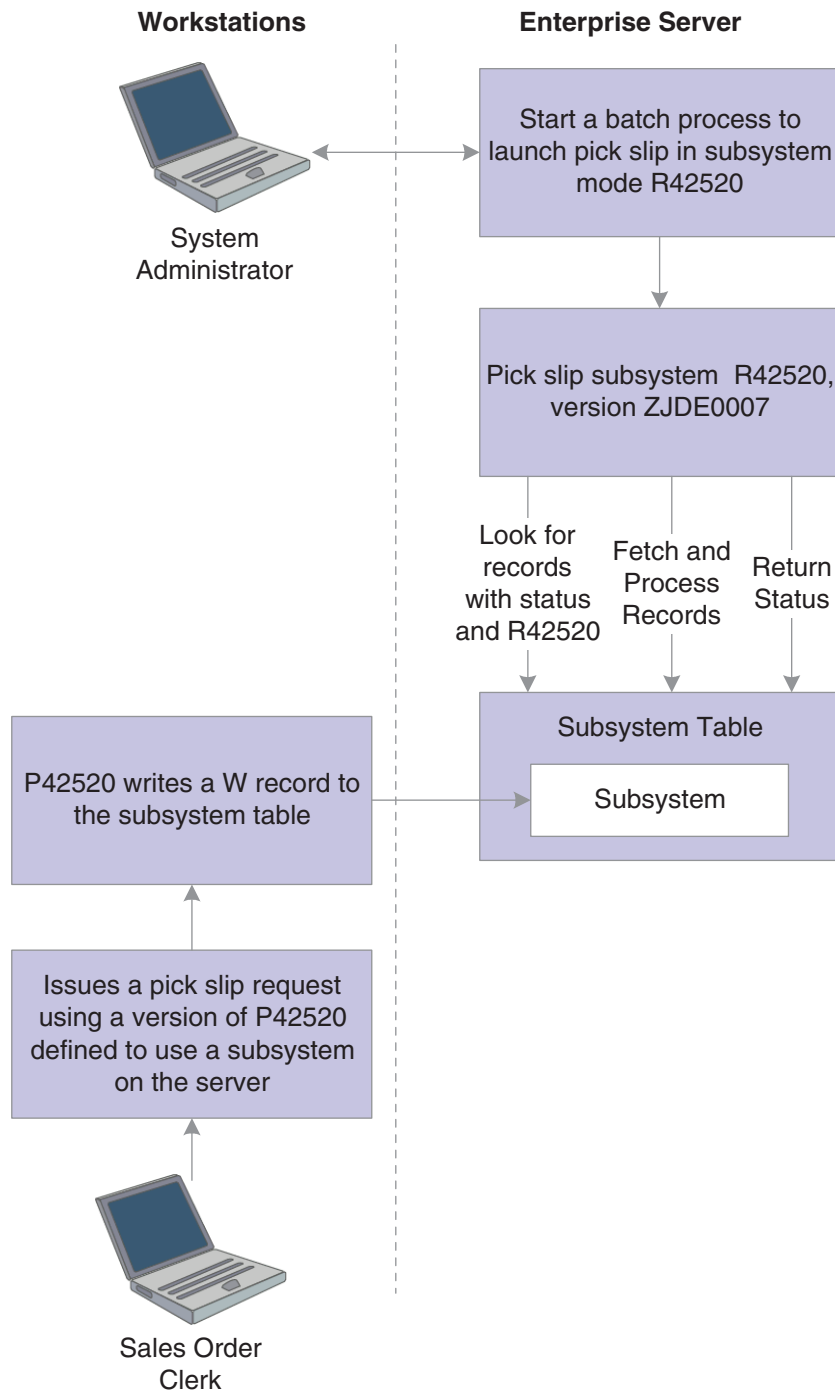 Workstations
Enterprise Server
Start a batch process to
launch pick slip in subsystem
mode R42520
System
Administrator
Pick slip subsystem R42520,
version ZJDE0007
Look for
records
with status
and R42520
Fetch and
Process
Records
Return
Status
Subsystem Table
Subsystem
P42520 writes a W record to
the subsystem table
Issues a pick slip request
using a version of P42520
defined to use a subsystem
on the server
Sales Order
Clerk